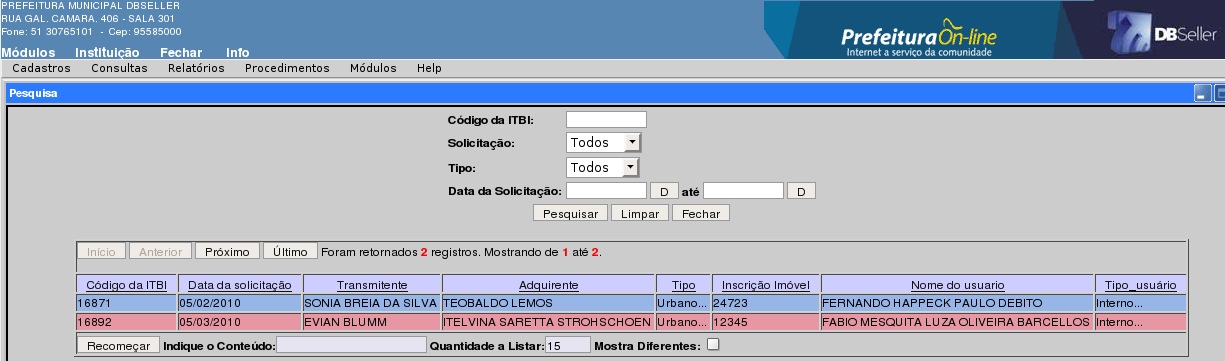 PREFEITURA MUNICIPAL DBSELLER
RUA GAL. CAMARA. 406 - SALA 301
Fone: 51 30765101 - Cep: 95585000
PrefeituraOn-line
Internet a serviço da comunidade
DBSeller
Módulos Instituição Fechar Info
Cadastros Consultas Relatórios Procedimentos Módulos Help
Pesquisa
Código da ITBI:
Solicitação: Todos
Tipo: Todos
Data da Solicitação: D até D
Pesquisar Limpar Fechar
Início Anterior Próximo Último Foram retornados 2 registros. Mostrando de 1 até 2.
Código da ITBI Data da solicitação Transmitente Adquirente Tipo Inscrição Imóvel Nome do usuario Tipo_usuário
16871 05/02/2010 SONIA BREIA DA SILVA TEOBALDO LEMOS Urbano... 24723 FERNANDO HAPPECK PAULO DEBITO Interno...
16892 05/03/2010 EVIAN BLUMM ITELVINA SARETTA STROHSCHOEN Urbano... 12345 FABIO MESQUITA LUZA OLIVEIRA BARCELLOS Interno...
Recomeçar Indique o Conteúdo: Quantidade a Listar: 15 Mostra Diferentes: